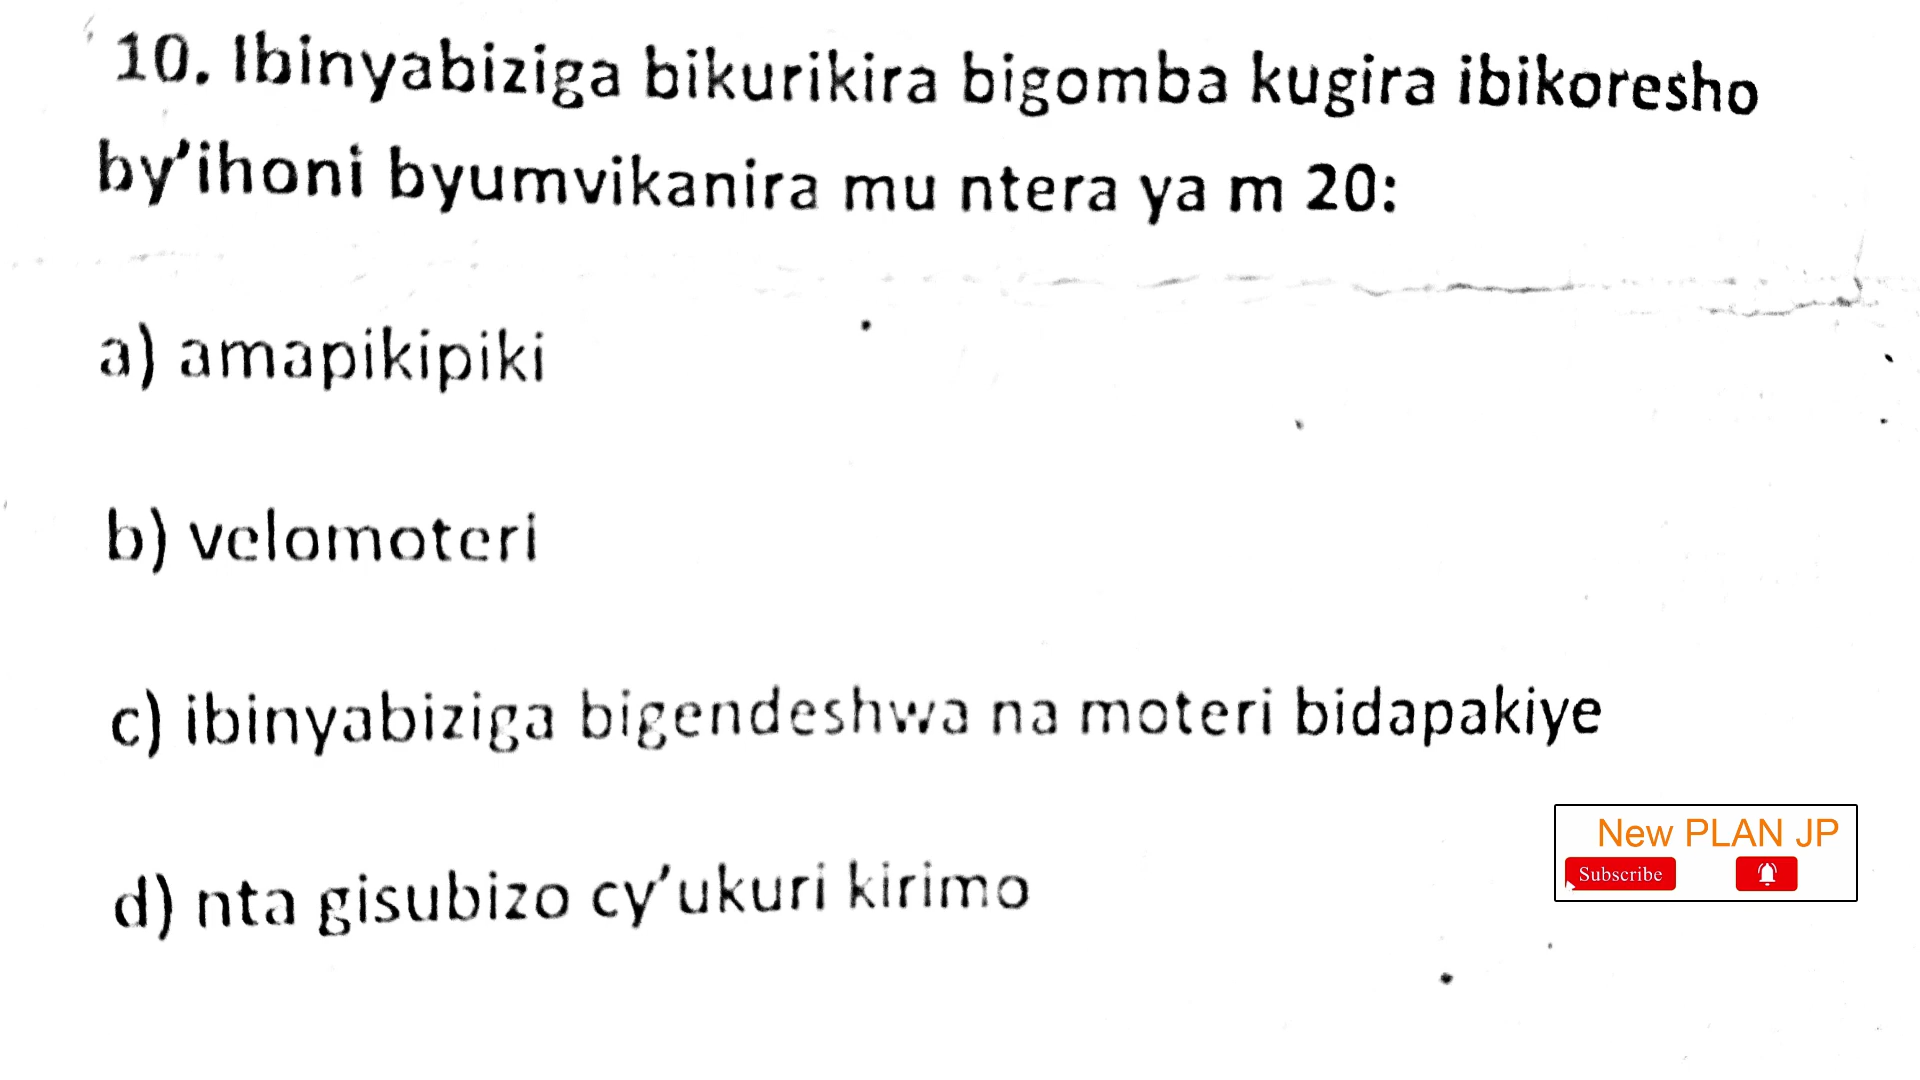 10. Ibinyabiziga bikurikira bigomba kugira ibikoresho
by’ihoni byumvikanira mu ntera ya m 20:
a) amapikipiki
b) velomoteri
c) ibinyabiziga bigendeshwa na moteri bidapakiye
d) nta gisubizo cy’ukuri kirimo
New PLAN JP
Subscribe